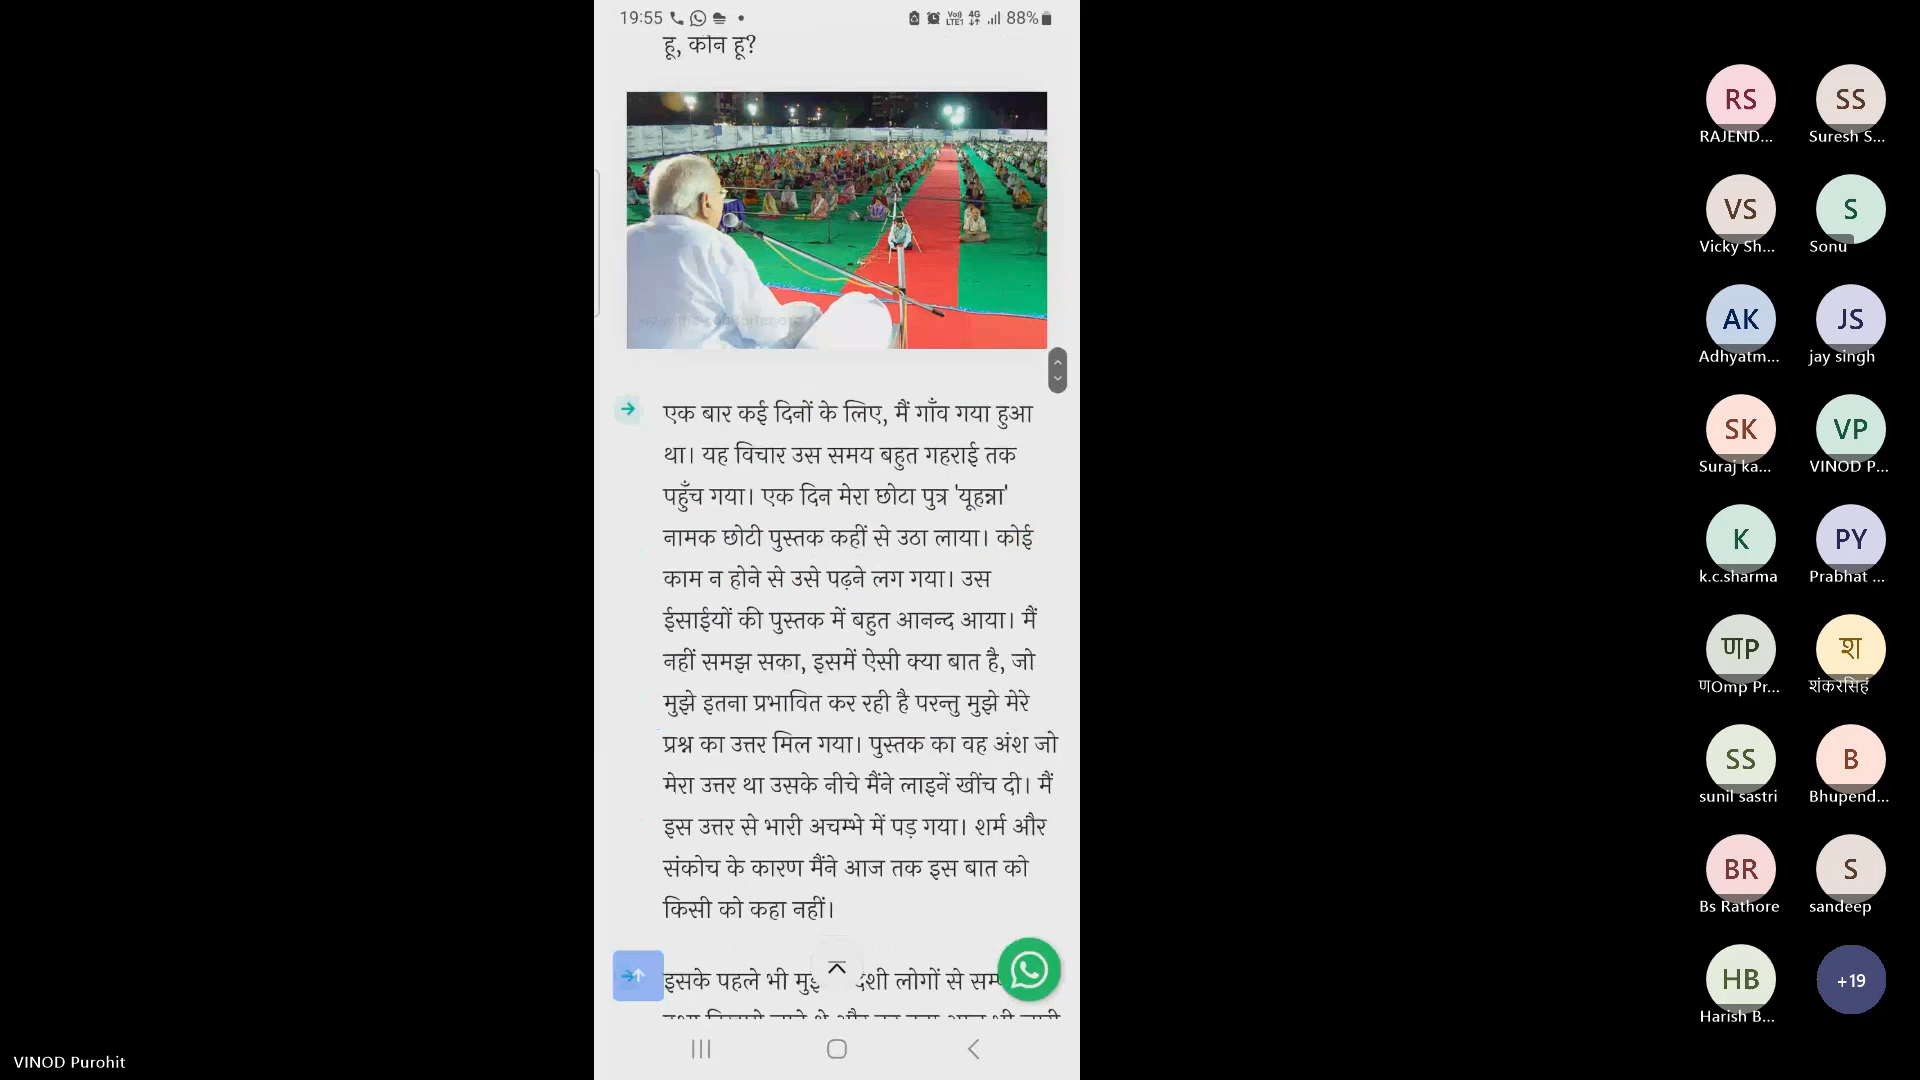 19:55
Vo)) LTE1 4G 88%
हूं, कौन हूं?
एक बार कई दिनों के लिए, मैं गाँव गया हुआ
था। यह विचार उस समय बहुत गहराई तक
पहुँच गया। एक दिन मेरा छोटा पुत्र 'यूहन्ना'
नामक छोटी पुस्तक कहीं से उठा लाया। कोई
काम न होने से उसे पढ़ने लग गया। उस
ईसाईयों की पुस्तक में बहुत आनन्द आया। मैं
नहीं समझ सका, इसमें ऐसी क्या बात है, जो
मुझे इतना प्रभावित कर रही है परन्तु मुझे मेरे
प्रश्न का उत्तर मिल गया। पुस्तक का वह अंश जो
मेरा उत्तर था उसके नीचे मैंने लाइनें खींच दी। मैं
इस उत्तर से भारी अचम्भे में पड़ गया। शर्म और
संकोच के कारण मैंने आज तक इस बात को
किसी को कहा नहीं।
इसके पहले भी लोगों से
RS SS
RAJEND... Suresh S...
VS S
Vicky Sh... Sonu
AK JS
Adhyatm... jay singh
SK VP
Suraj ka... VINOD P...
K PY
k.c.sharma Prabhat ...
णP श
णOmp Pr... शंकरसिहं
SS B
sunil sastri Bhupend...
BR S
Bs Rathore sandeep
HB +19
Harish B...
VINOD Purohit